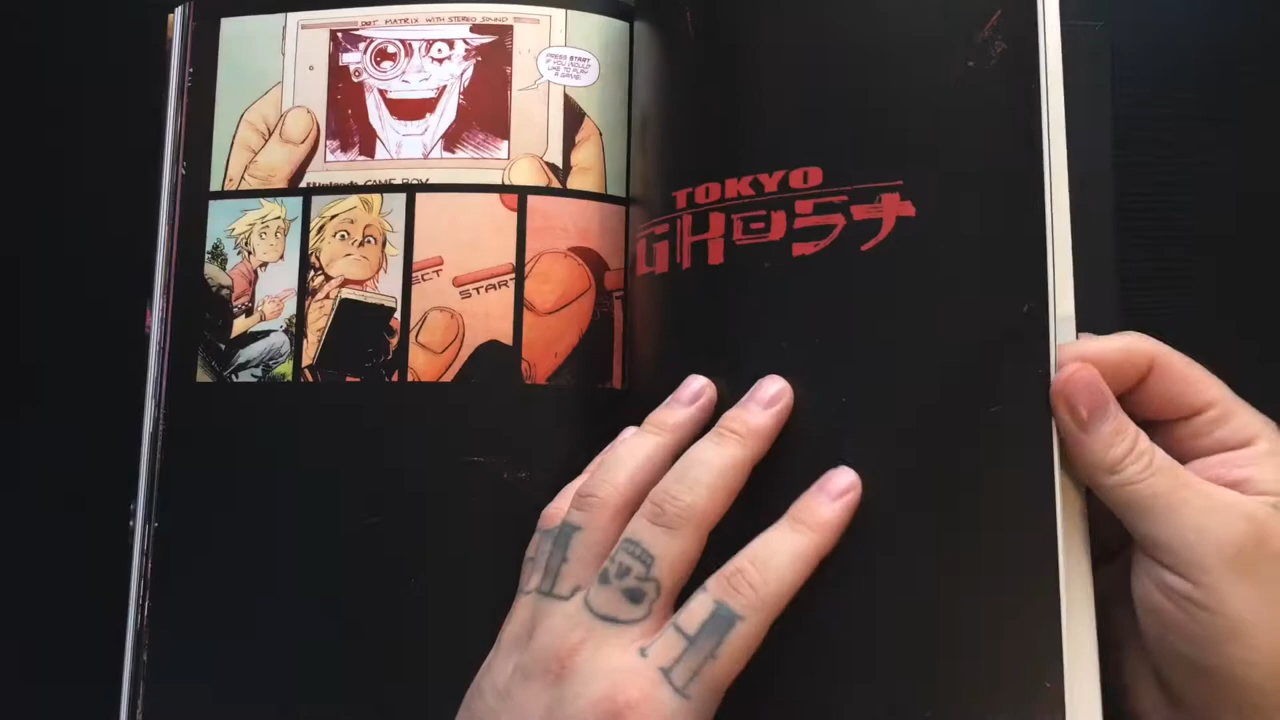 DOT MATRIX WITH STEREO SOUND
PRESS START
IF YOU WOULD
LIKE TO PLAY
A GAME!
GAME BOY
ECT
START
TOKYO
GHOST
L
H